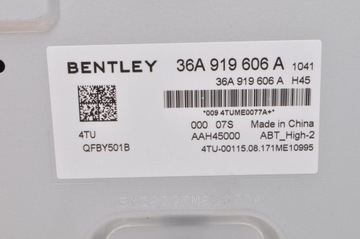 BENTLEY 36A 919 606 A 1041
36A 919 606 A H45
*009 4TUME0077A+*
000 07S Made in China
4TU AAH45000 ABT_High-2
QFBY501B 4TU-00115.08.171ME10995